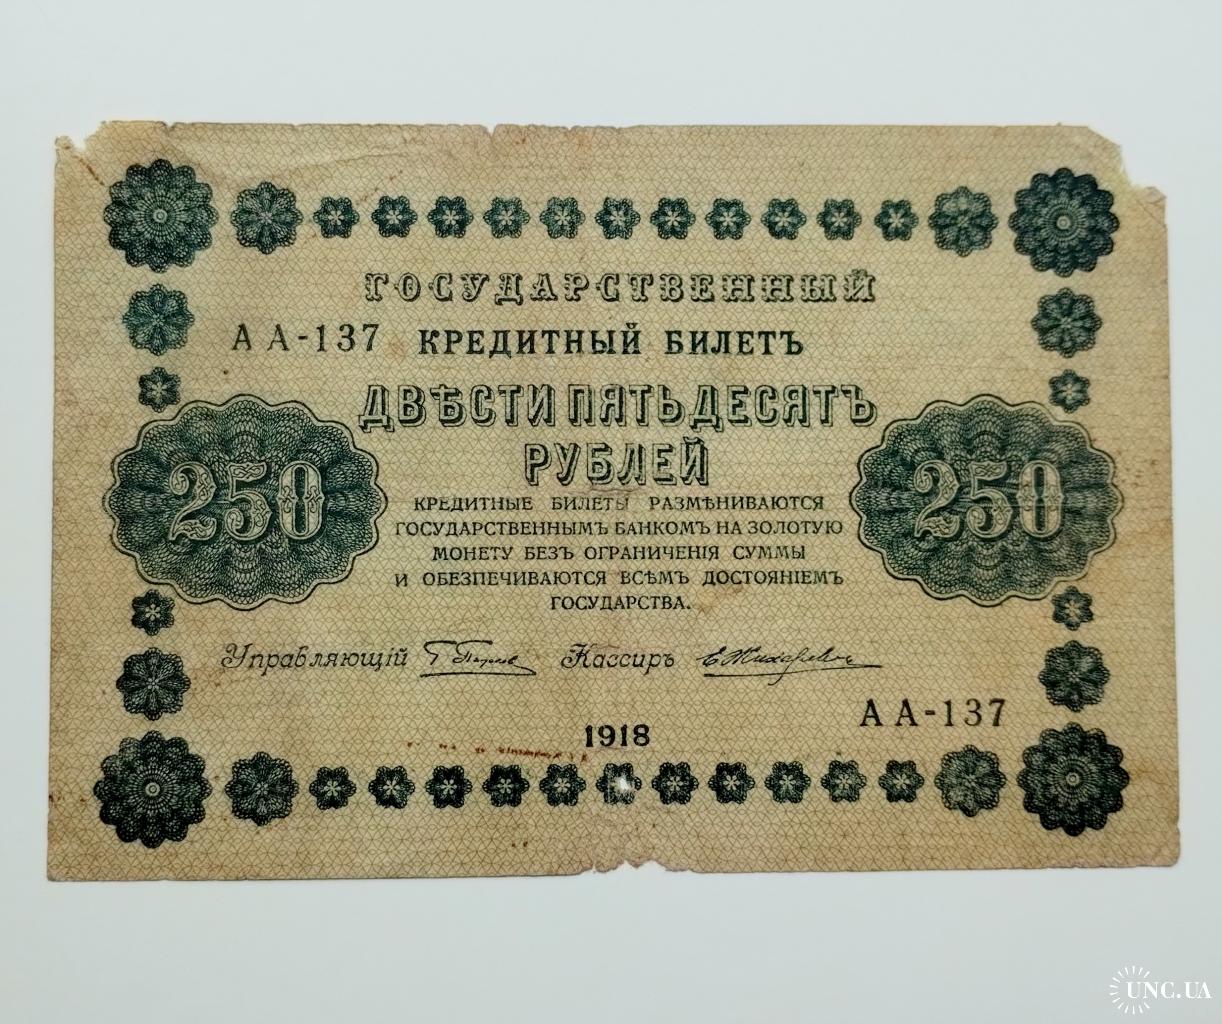 ГОСУДАРСТВЕННЫЙ
АА-137 КРЕДИТНЫЙ БИЛЕТЪ
ДВѢСТИ ПЯТЬДЕСЯТЪ
РУБЛЕЙ
250 250
КРЕДИТНЫЕ БИЛЕТЫ РАЗМѢНИВАЮТСЯ
ГОСУДАРСТВЕННЫМЪ БАНКОМЪ НА ЗОЛОТУЮ
МОНЕТУ БЕЗЪ ОГРАНИЧЕНІЯ СУММЫ
И ОБЕЗПЕЧИВАЮТСЯ ВСѢМЪ ДОСТОЯНІЕМЪ
ГОСУДАРСТВА.
Управляющій Кассиръ
АА-137
1918
UNC.UA